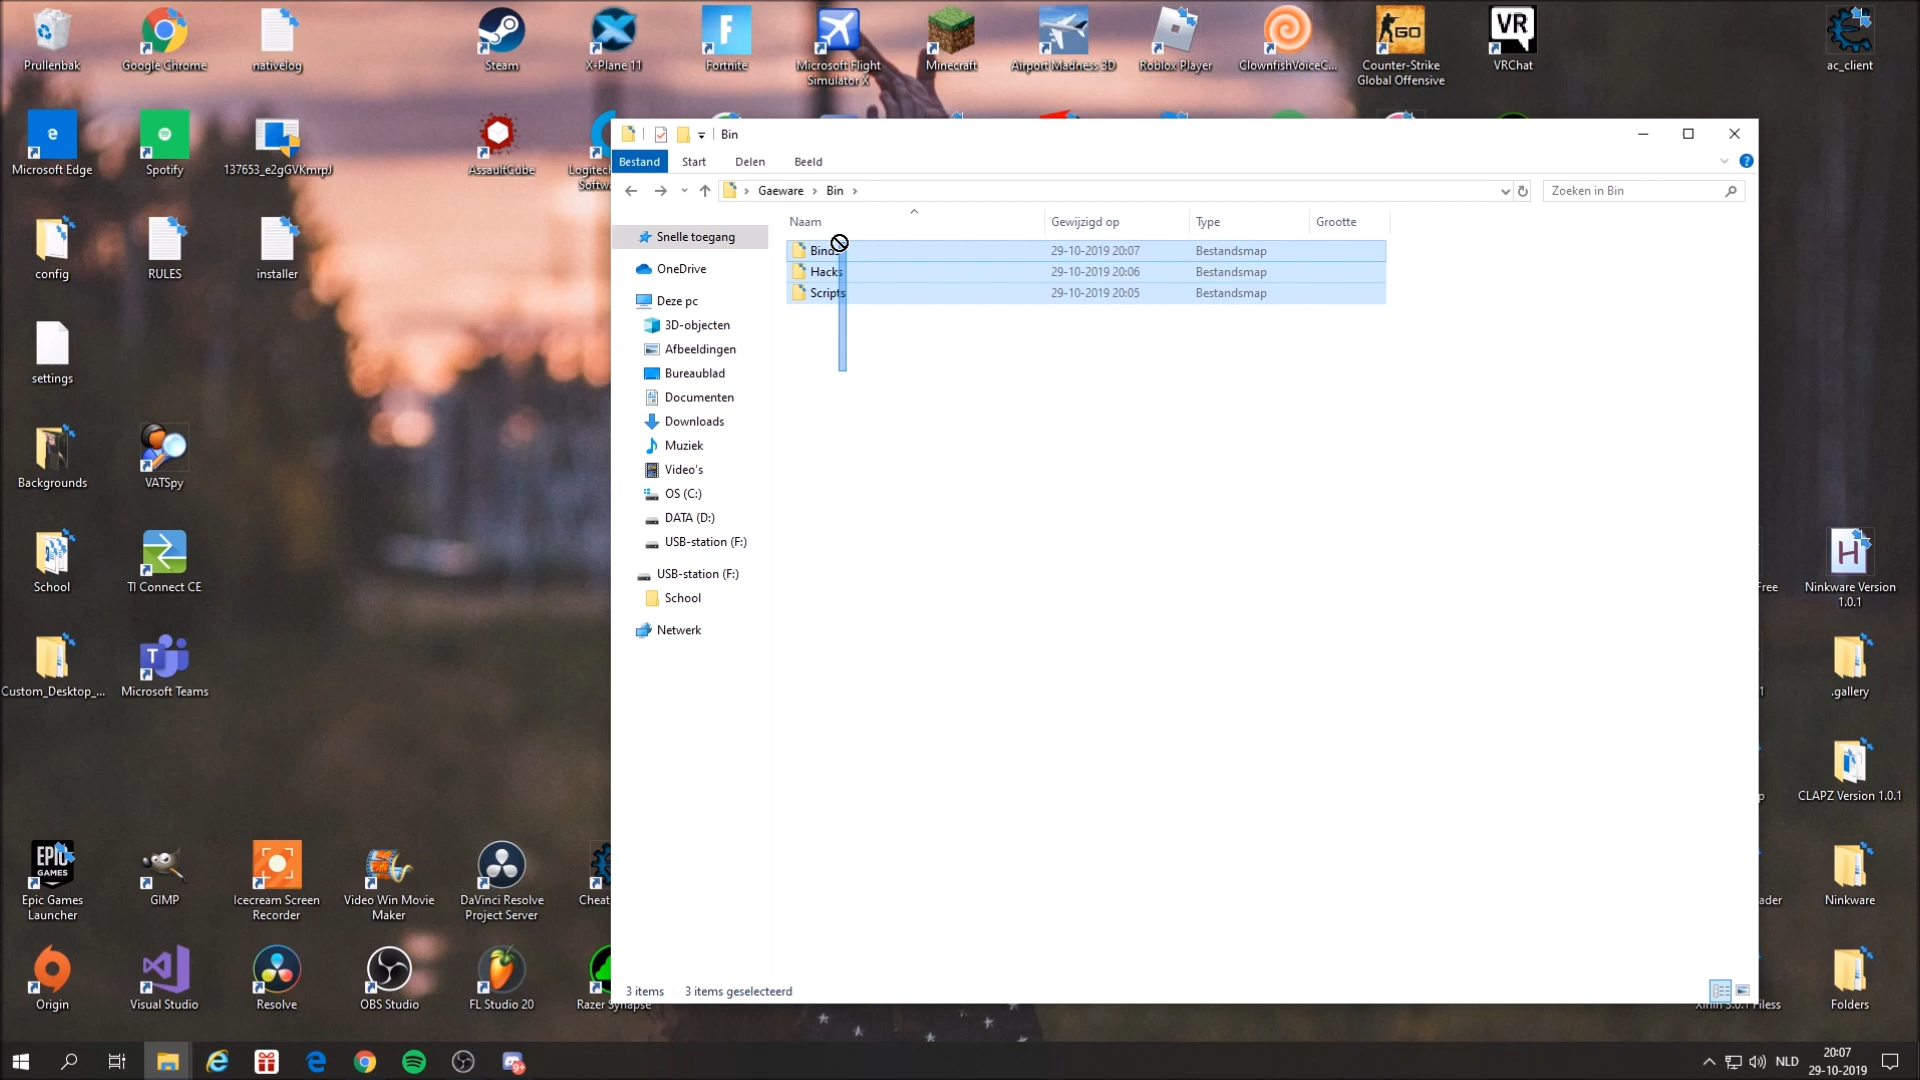 Prullenbak
Google Chrome
nativelog
Steam
X-Plane 11
Fortnite
Microsoft Flight
Simulator X
Minecraft
Airport Madness 3D
Roblox Player
ClownfishVoiceC...
Counter-Strike
Global Offensive
VRChat
ac_client
Microsoft Edge
Spotify
137653_e2gGVKmrpJ
AssaultCube
Logitech
Softw
config
RULES
installer
settings
Backgrounds
VATSpy
School
TI Connect CE
Custom_Desktop_...
Microsoft Teams
EPIC
GAMES
Epic Games
Launcher
GIMP
Icecream Screen
Recorder
Video Win Movie
Maker
DaVinci Resolve
Project Server
Cheat
Origin
Visual Studio
Resolve
OBS Studio
FL Studio 20
Razer Synapse
Bin
Bestand
Start
Delen
Beeld
Gaeware
Bin
Zoeken in Bin
Naam
Gewijzigd op
Type
Grootte
Binds
29-10-2019 20:07
Bestandsmap
Hacks
29-10-2019 20:06
Bestandsmap
Scripts
29-10-2019 20:05
Bestandsmap
Snelle toegang
OneDrive
Deze pc
3D-objecten
Afbeeldingen
Bureaublad
Documenten
Downloads
Muziek
Video's
OS (C:)
DATA (D:)
USB-station (F:)
USB-station (F:)
School
Netwerk
3 items
3 items geselecteerd
Free
Ninkware Version
1.0.1
.gallery
CLAPZ Version 1.0.1
ader
Ninkware
Folders
NLD
20:07
29-10-2019